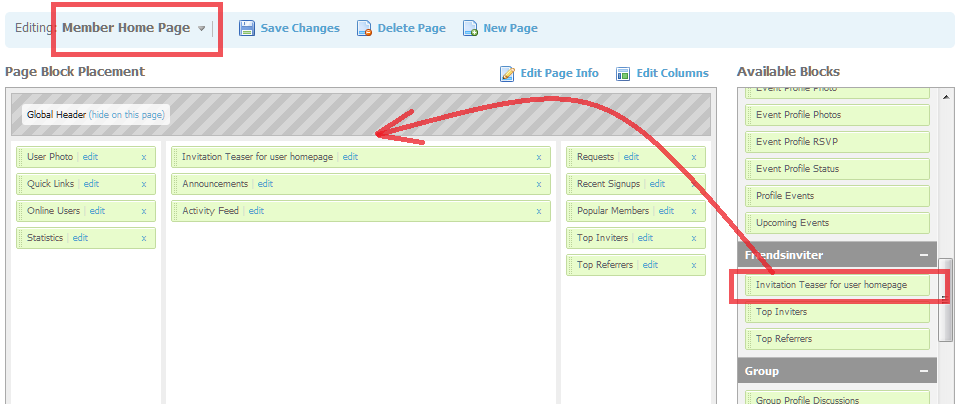 Editing: Member Home Page Save Changes Delete Page New Page
Page Block Placement Edit Page Info Edit Columns
Global Header (hide on this page)
User Photo | edit x
Quick Links | edit x
Online Users | edit x
Statistics | edit x
Invitation Teaser for user homepage | edit x
Announcements | edit x
Activity Feed | edit x
Requests | edit x
Recent Signups | edit x
Popular Members | edit x
Top Inviters | edit x
Top Referrers | edit x
Available Blocks
Event Profile Photo
Event Profile Photos
Event Profile RSVP
Event Profile Status
Profile Events
Upcoming Events
Friendsinviter
Invitation Teaser for user homepage
Top Inviters
Top Referrers
Group
Group Profile Discussions